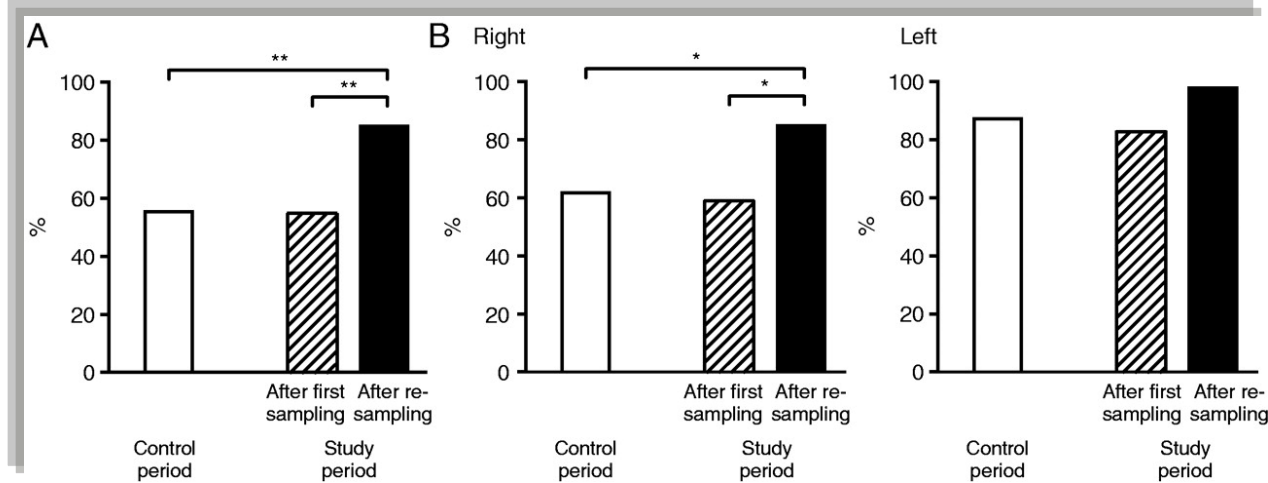 A
B Right
Left
** 
**
*
*
100
80
60
40
20
0
%
100
80
60
40
20
0
%
100
80
60
40
20
0
%
After first sampling
After re-sampling
Control period
Study period
After first sampling
After re-sampling
Control period
Study period
After first sampling
After re-sampling
Control period
Study period